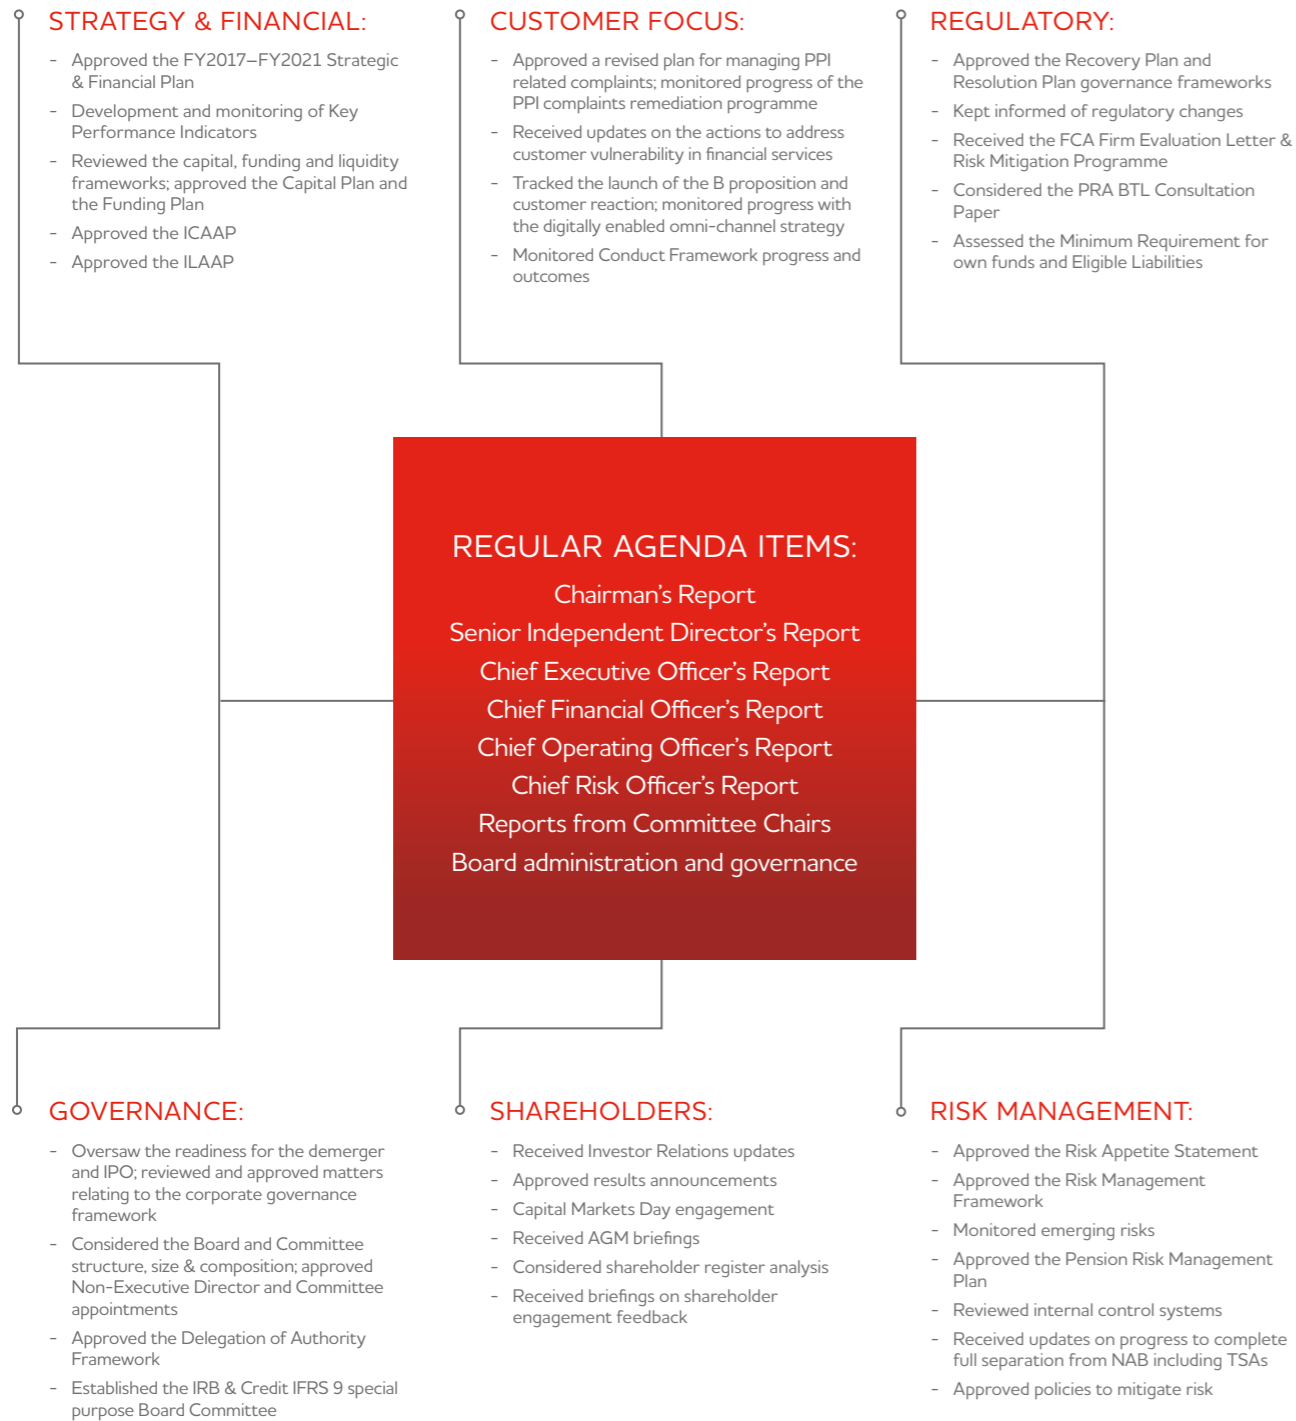 STRATEGY & FINANCIAL:
- Approved the FY2017–FY2021 Strategic
& Financial Plan
- Development and monitoring of Key
Performance Indicators
- Reviewed the capital, funding and liquidity
frameworks; approved the Capital Plan and
the Funding Plan
- Approved the ICAAP
- Approved the ILAAP
CUSTOMER FOCUS:
- Approved a revised plan for managing PPI
related complaints; monitored progress of the
PPI complaints remediation programme
- Received updates on the actions to address
customer vulnerability in financial services
- Tracked the launch of the B proposition and
customer reaction; monitored progress with
the digitally enabled omni-channel strategy
- Monitored Conduct Framework progress and
outcomes
REGULATORY:
- Approved the Recovery Plan and
Resolution Plan governance frameworks
- Kept informed of regulatory changes
- Received the FCA Firm Evaluation Letter &
Risk Mitigation Programme
- Considered the PRA BTL Consultation
Paper
- Assessed the Minimum Requirement for
own funds and Eligible Liabilities
REGULAR AGENDA ITEMS:
Chairman's Report
Senior Independent Director's Report
Chief Executive Officer's Report
Chief Financial Officer's Report
Chief Operating Officer's Report
Chief Risk Officer's Report
Reports from Committee Chairs
Board administration and governance
GOVERNANCE:
- Oversaw the readiness for the demerger
and IPO; reviewed and approved matters
relating to the corporate governance
framework
- Considered the Board and Committee
structure, size & composition; approved
Non-Executive Director and Committee
appointments
- Approved the Delegation of Authority
Framework
- Established the IRB & Credit IFRS 9 special
purpose Board Committee
SHAREHOLDERS:
- Received Investor Relations updates
- Approved results announcements
- Capital Markets Day engagement
- Received AGM briefings
- Considered shareholder register analysis
- Received briefings on shareholder
engagement feedback
RISK MANAGEMENT:
- Approved the Risk Appetite Statement
- Approved the Risk Management
Framework
- Monitored emerging risks
- Approved the Pension Risk Management
Plan
- Reviewed internal control systems
- Received updates on progress to complete
full separation from NAB including TSAs
- Approved policies to mitigate risk